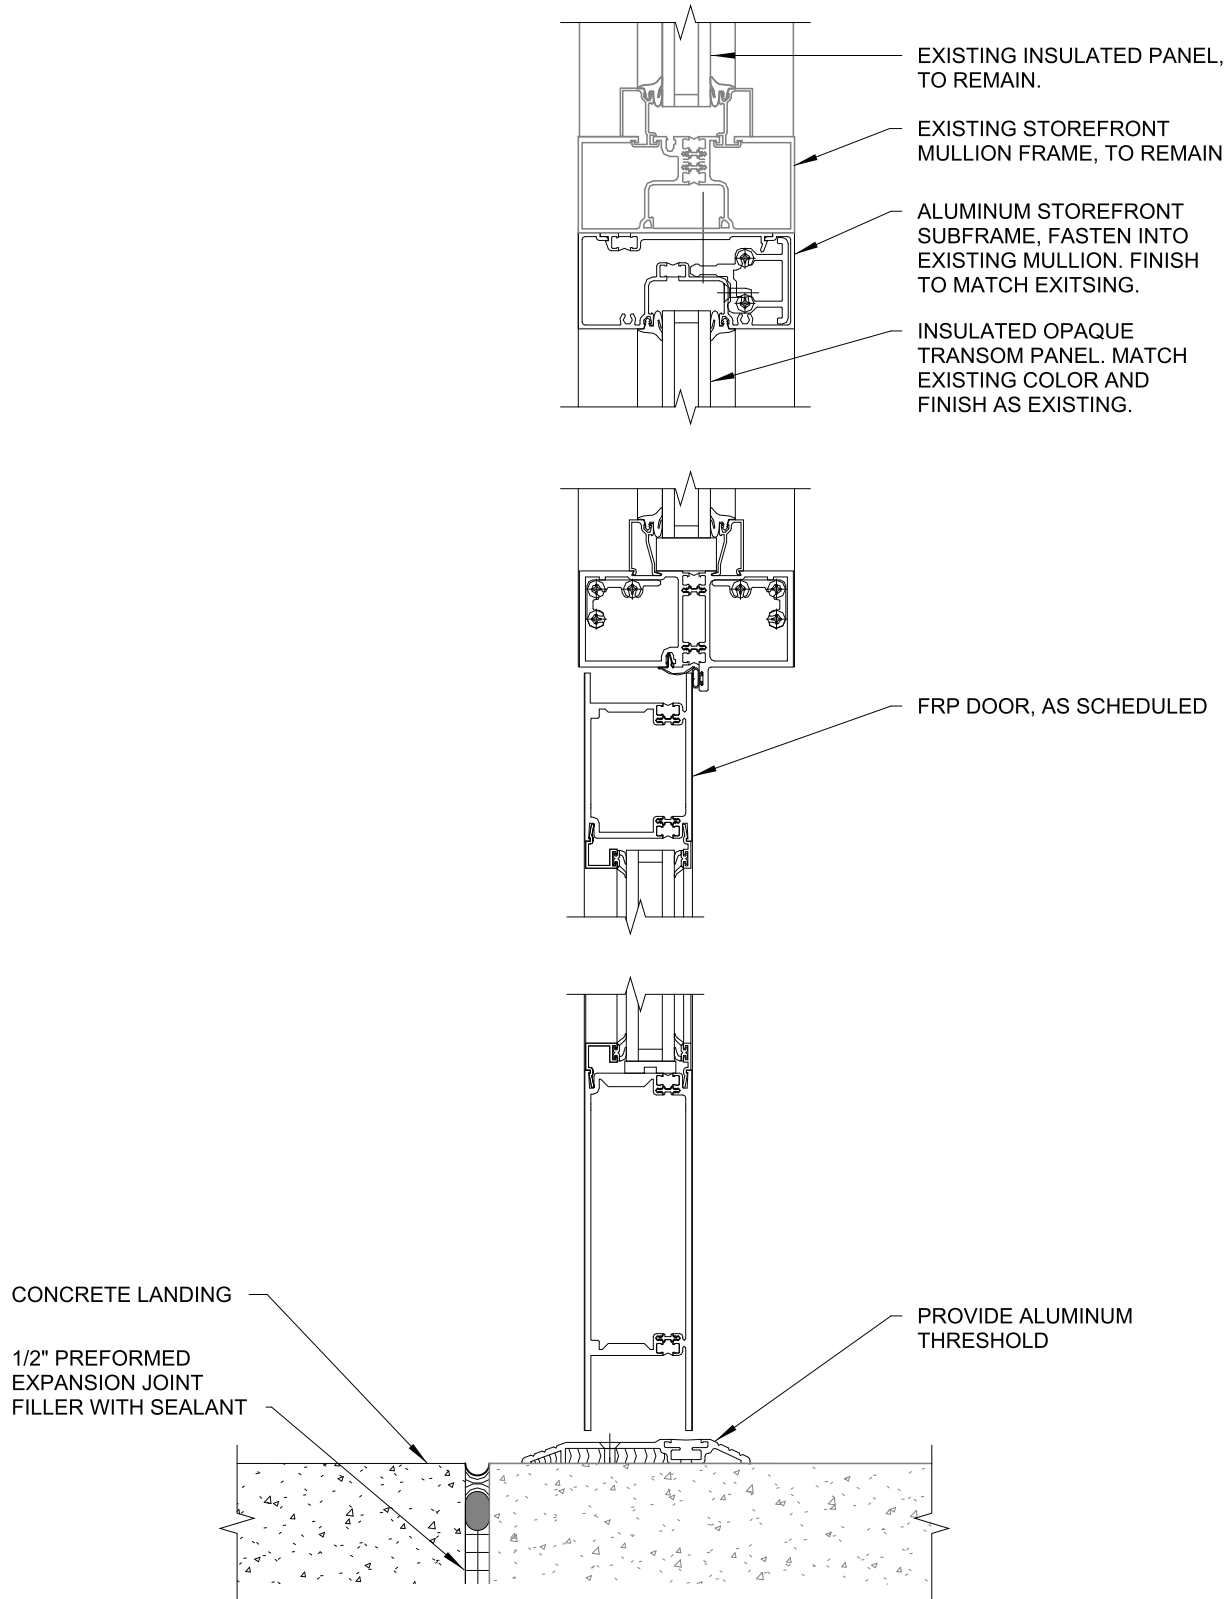 EXISTING INSULATED PANEL,
TO REMAIN.
EXISTING STOREFRONT
MULLION FRAME, TO REMAIN
ALUMINUM STOREFRONT
SUBFRAME, FASTEN INTO
EXISTING MULLION. FINISH
TO MATCH EXITSING.
INSULATED OPAQUE
TRANSOM PANEL. MATCH
EXISTING COLOR AND
FINISH AS EXISTING.
FRP DOOR, AS SCHEDULED
CONCRETE LANDING
1/2" PREFORMED
EXPANSION JOINT
FILLER WITH SEALANT
PROVIDE ALUMINUM
THRESHOLD